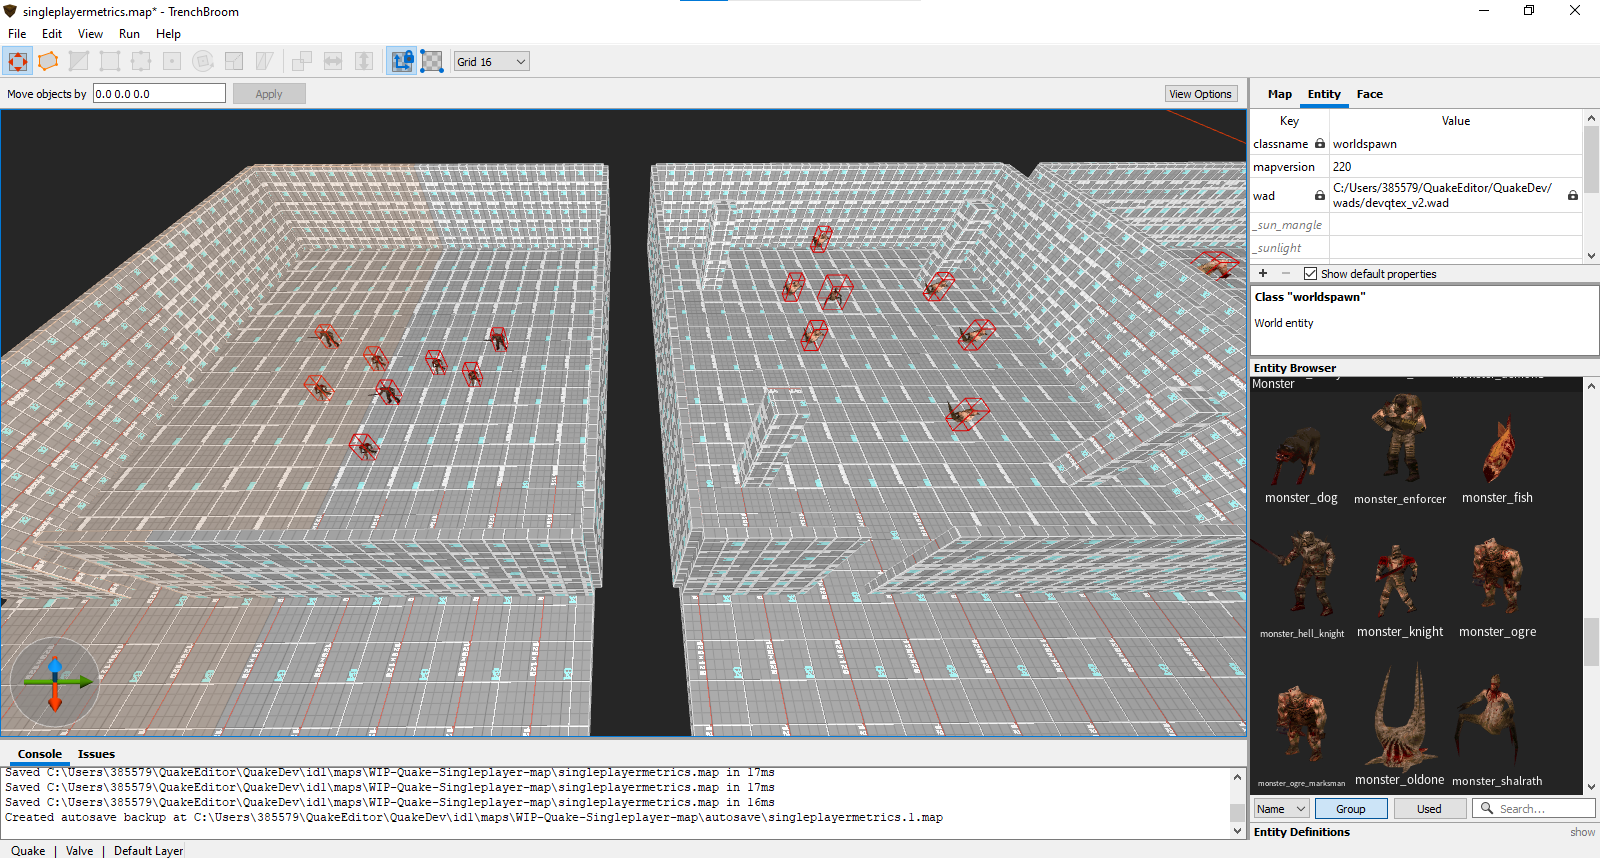 singleplayermetrics.map* - TrenchBroom
File Edit View Run Help
Grid 16
Move objects by 0.0 0.0 0.0 Apply View Options
Map Entity Face
Key Value
classname worldspawn
mapversion 220
wad C:/Users/385579/QuakeEditor/QuakeDev/
wads/devqtex_v2.wad
_sun_mangle
_sunlight
+ − Show default properties
Class "worldspawn"
World entity
Entity Browser
Monster
monster_dog monster_enforcer monster_fish
monster_hell_knight monster_knight monster_ogre
monster_ogre_marksman monster_oldone monster_shalrath
Name Group Used Search...
Entity Definitions show
Console Issues
Saved C:\Users\385579\QuakeEditor\QuakeDev\id1\maps\WIP-Quake-Singleplayer-map\singleplayermetrics.map in 17ms
Saved C:\Users\385579\QuakeEditor\QuakeDev\id1\maps\WIP-Quake-Singleplayer-map\singleplayermetrics.map in 17ms
Saved C:\Users\385579\QuakeEditor\QuakeDev\id1\maps\WIP-Quake-Singleplayer-map\singleplayermetrics.map in 16ms
Created autosave backup at C:\Users\385579\QuakeEditor\QuakeDev\id1\maps\WIP-Quake-Singleplayer-map\autosave\singleplayermetrics.1.map
Quake | Valve | Default Layer